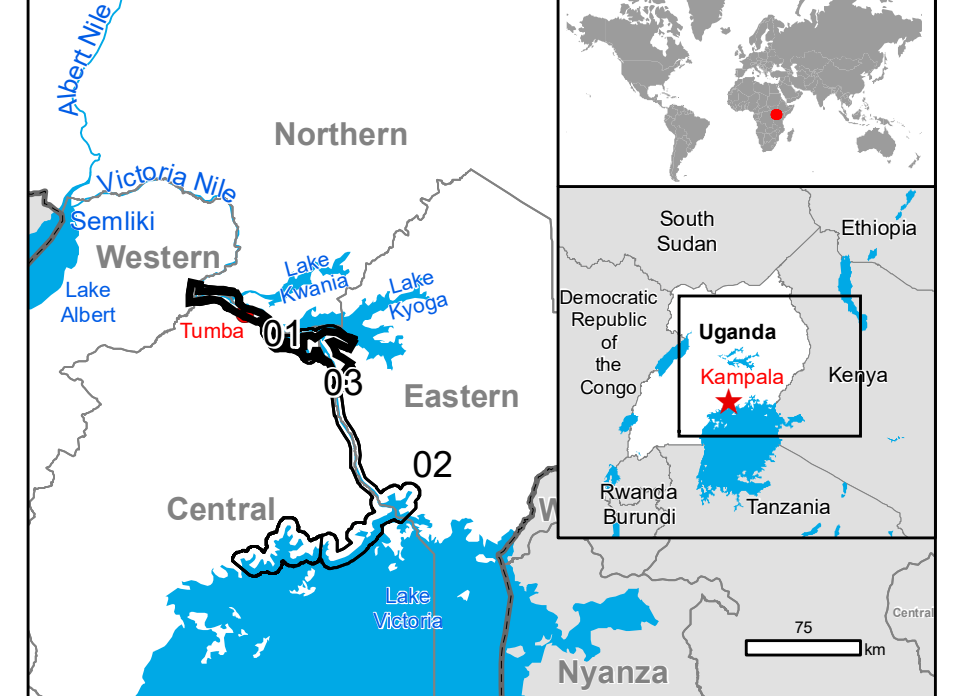 Albert Nile
Northern
Victoria Nile
Semliki
Western
Lake
Albert
Lake
Kwania
Lake
Kyoga
Tumba
01
03
Eastern
02
Central
W
Lake
Victoria
Nyanza
Central
75
km
South
Sudan
Ethiopia
Democratic
Republic
of
the
Congo
Uganda
Kampala
Kenya
Rwanda
Burundi
Tanzania